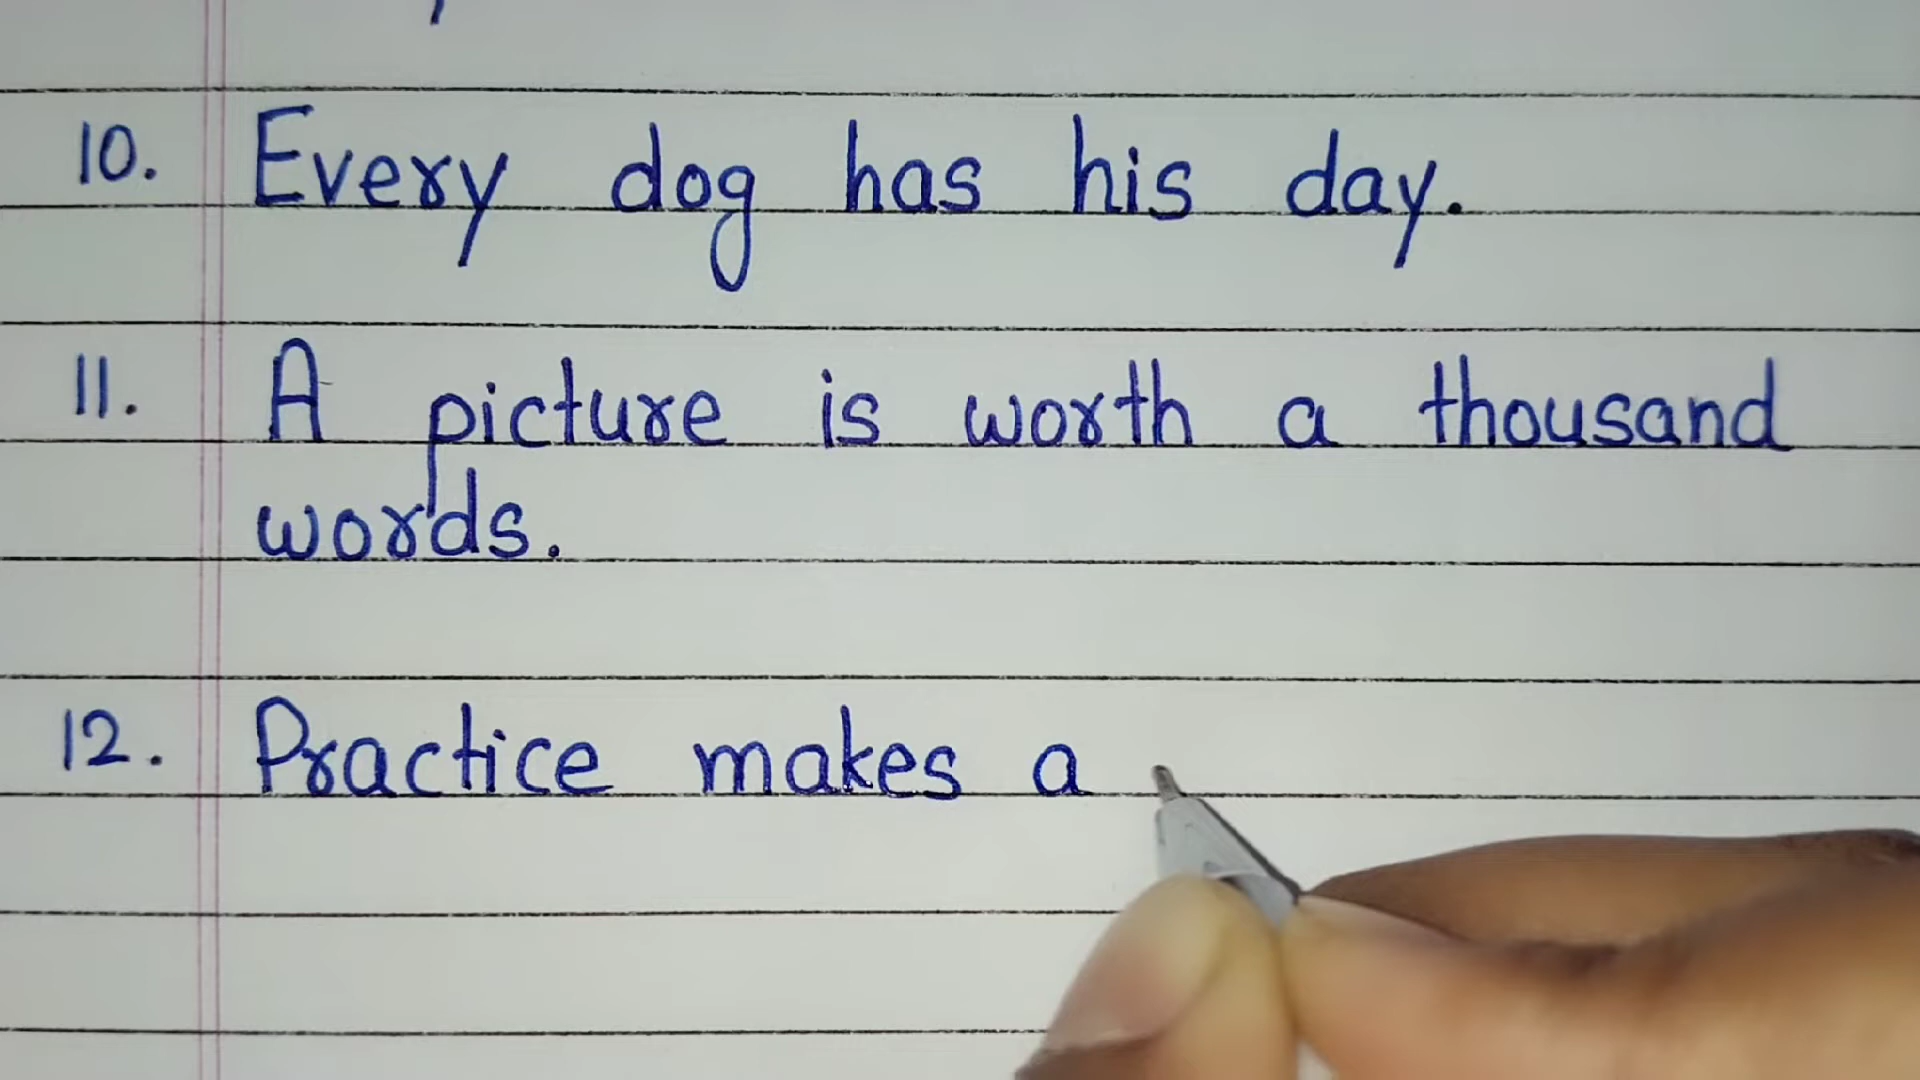 10. Every dog has his day.
11. A picture is worth a thousand
words.
12. Practice makes a